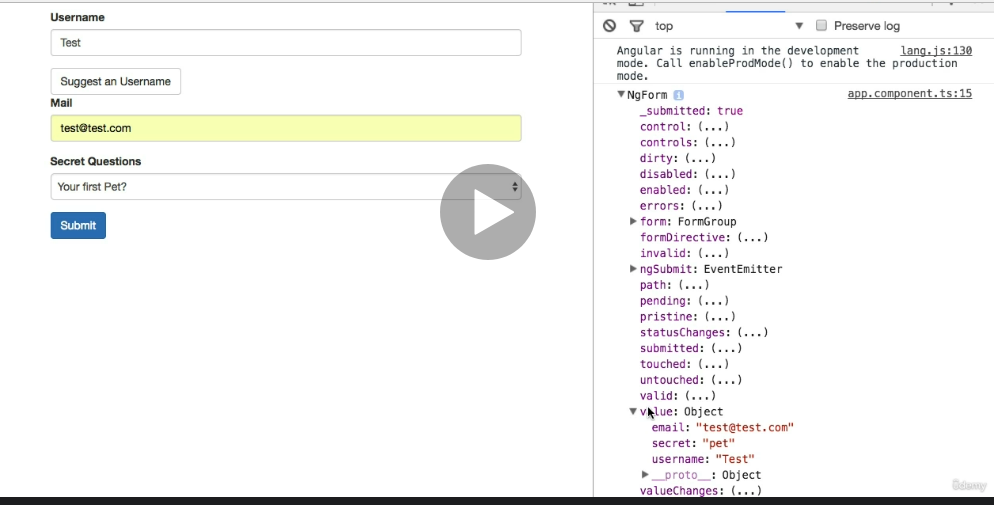 Username
Test
Suggest an Username
Mail
test@test.com
Secret Questions
Your first Pet?
Submit
top
Preserve log
Angular is running in the development lang.js:130
mode. Call enableProdMode() to enable the production
mode.
NgForm app.component.ts:15
_submitted: true
control: (...)
controls: (...)
dirty: (...)
disabled: (...)
enabled: (...)
errors: (...)
form: FormGroup
formDirective: (...)
invalid: (...)
ngSubmit: EventEmitter
path: (...)
pending: (...)
pristine: (...)
statusChanges: (...)
submitted: (...)
touched: (...)
untouched: (...)
valid: (...)
value: Object
email: "test@test.com"
secret: "pet"
username: "Test"
__proto__: Object
valueChanges: (...)
ûdemy